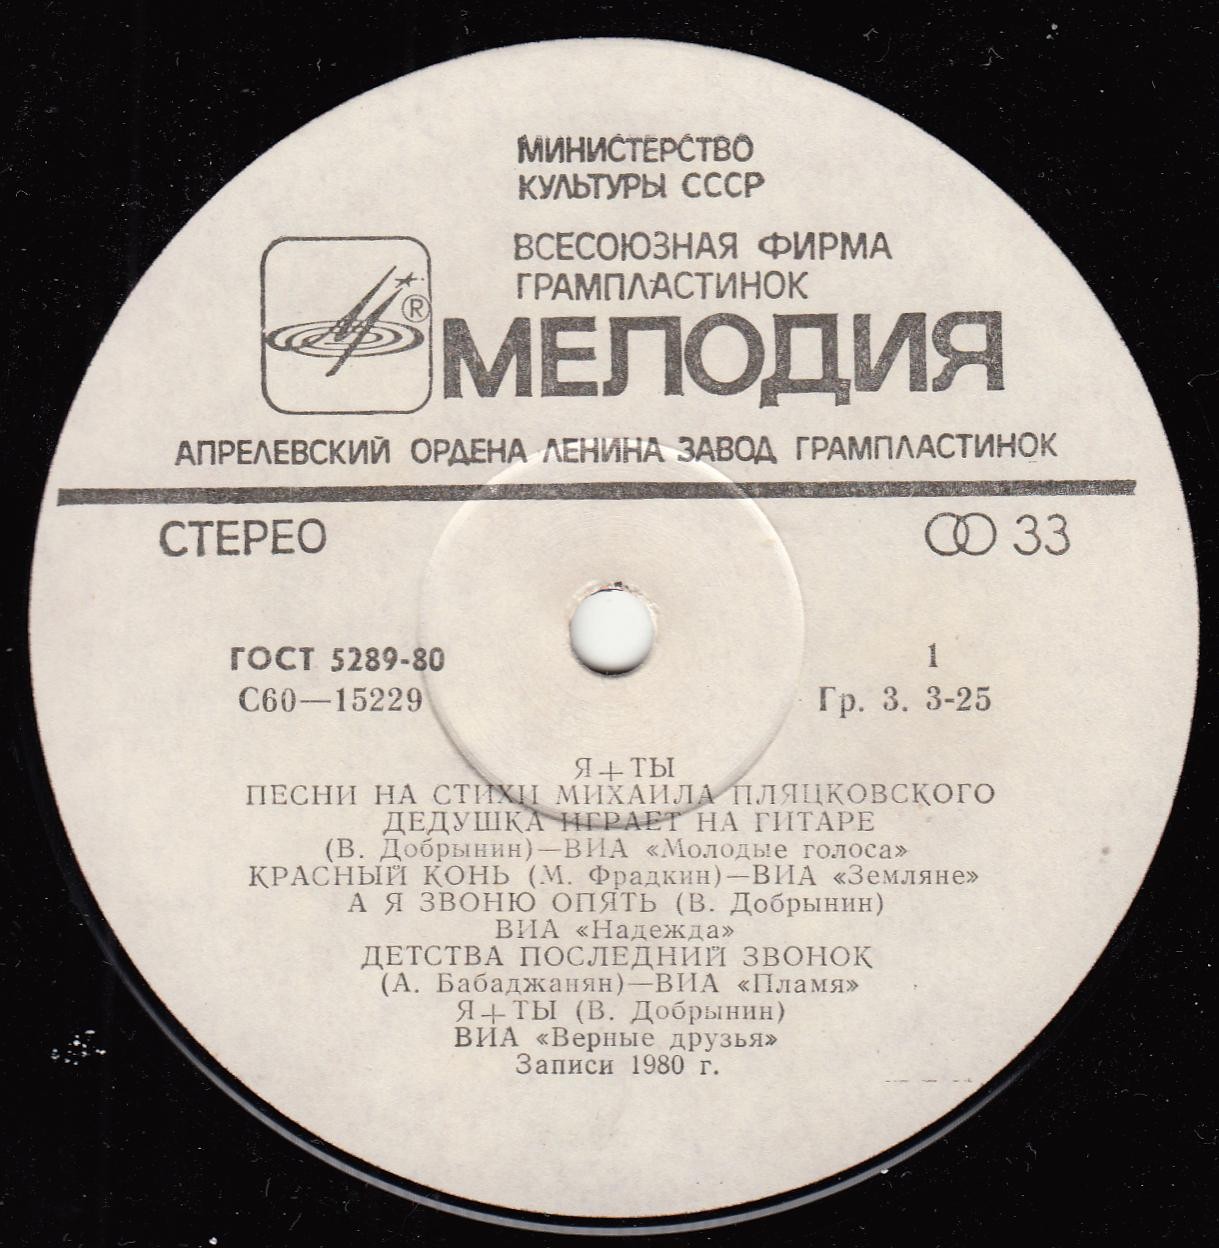 МИНИСТЕРСТВО
КУЛЬТУРЫ СССР
ВСЕСОЮЗНАЯ ФИРМА
ГРАМПЛАСТИНОК
®
МЕЛОДИЯ
АПРЕЛЕВСКИЙ ОРДЕНА ЛЕНИНА ЗАВОД ГРАМПЛАСТИНОК
СТЕРЕО 33
ГОСТ 5289-80 1
С60—15229 Гр. 3. 3-25
Я+ТЫ
ПЕСНИ НА СТИХИ МИХАИЛА ПЛЯЦКОВСКОГО
ДЕДУШКА ИГРАЕТ НА ГИТАРЕ
(В. Добрынин)—ВИА «Молодые голоса»
КРАСНЫЙ КОНЬ (М. Фрадкин)—ВИА «Земляне»
А Я ЗВОНЮ ОПЯТЬ (В. Добрынин)
ВИА «Надежда»
ДЕТСТВА ПОСЛЕДНИЙ ЗВОНОК
(А. Бабаджанян)—ВИА «Пламя»
Я+ТЫ (В. Добрынин)
ВИА «Верные друзья»
Записи 1980 г.